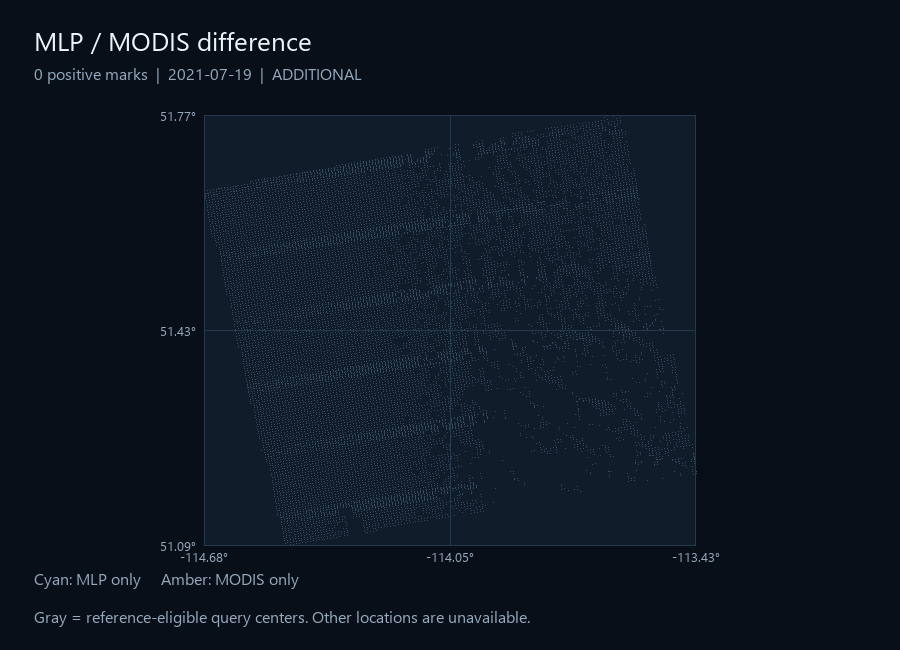 MLP / MODIS difference
0 positive marks | 2021-07-19 | ADDITIONAL
51.77°
51.43°
51.09°
-114.68° -114.05° -113.43°
Cyan: MLP only Amber: MODIS only
Gray = reference-eligible query centers. Other locations are unavailable.